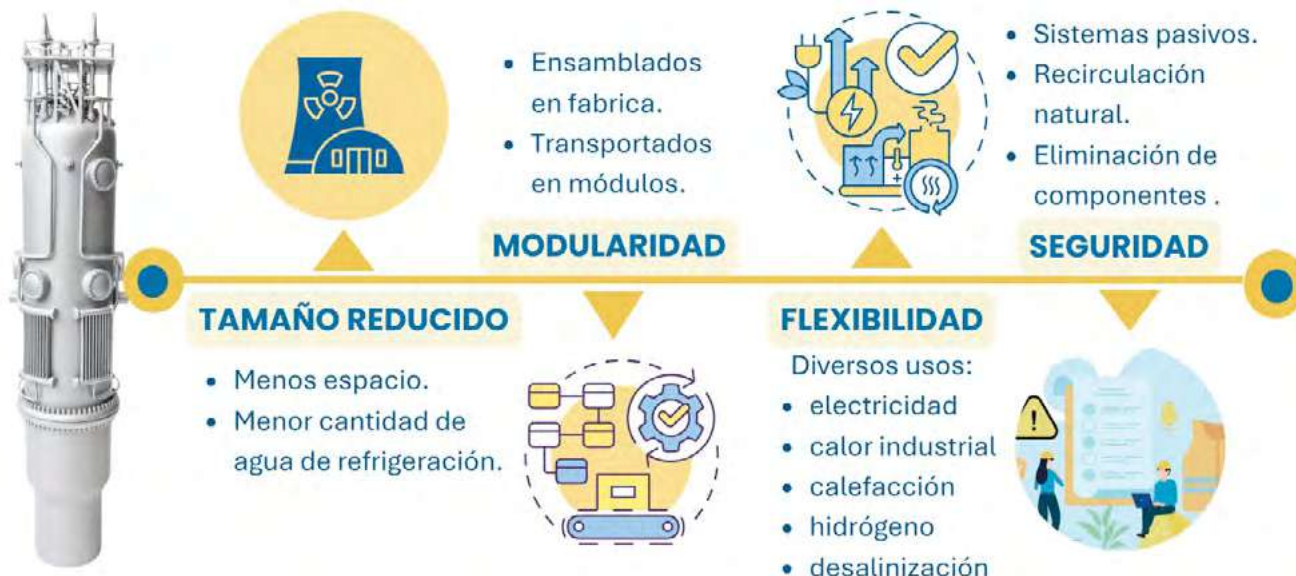 TAMAÑO REDUCIDO
• Menos espacio.
• Menor cantidad de
agua de refrigeración.
• Ensamblados
en fabrica.
• Transportados
en módulos.
MODULARIDAD
FLEXIBILIDAD
Diversos usos:
• electricidad
• calor industrial
• calefacción
• hidrógeno
• desalinización
• Sistemas pasivos.
• Recirculación
natural.
• Eliminación de
componentes .
SEGURIDAD